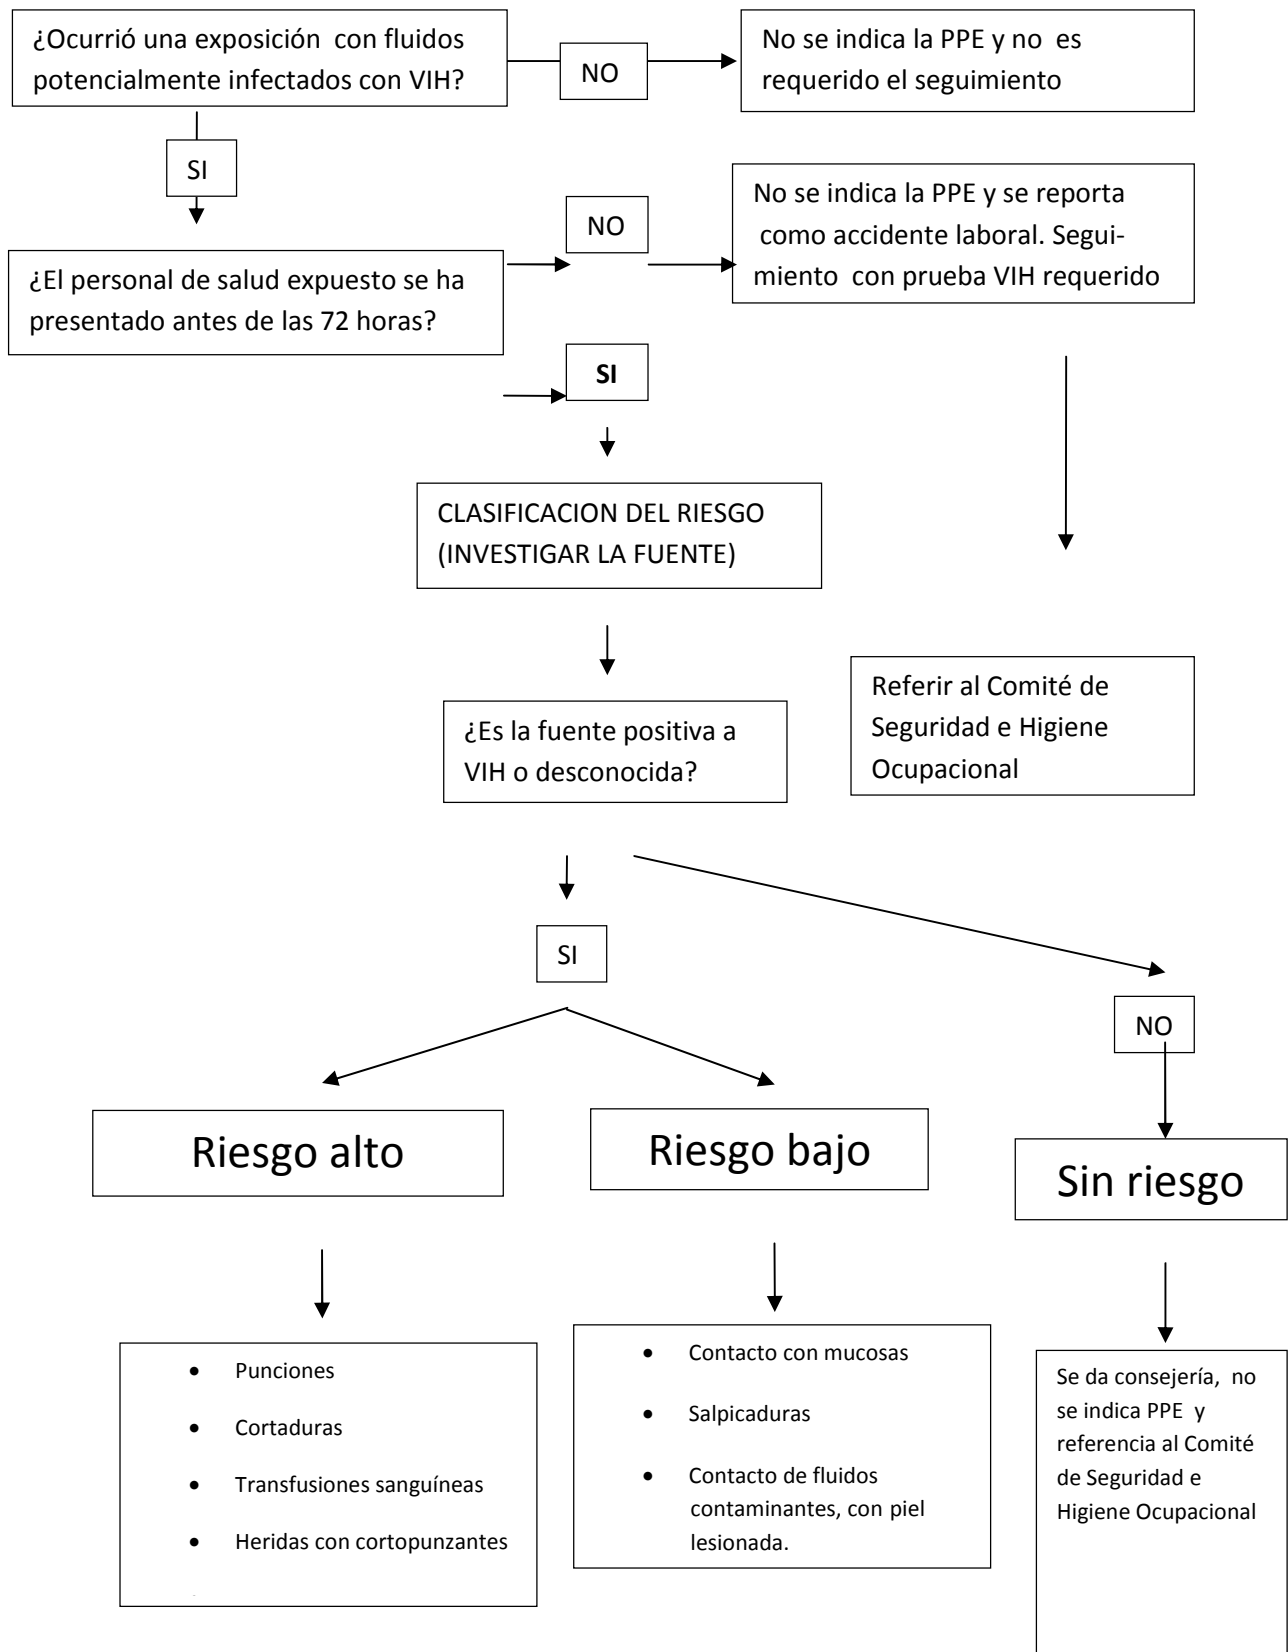 ¿Ocurrió una exposición con fluidos
potencialmente infectados con VIH?
NO
No se indica la PPE y no es
requerido el seguimiento
SI
¿El personal de salud expuesto se ha
presentado antes de las 72 horas?
NO
No se indica la PPE y se reporta
como accidente laboral. Segui-
miento con prueba VIH requerido
SI
CLASIFICACION DEL RIESGO
(INVESTIGAR LA FUENTE)
¿Es la fuente positiva a
VIH o desconocida?
Referir al Comité de
Seguridad e Higiene
Ocupacional
SI
NO
Riesgo alto
Riesgo bajo
Sin riesgo
• Punciones
• Cortaduras
• Transfusiones sanguíneas
• Heridas con cortopunzantes
• Contacto con mucosas
• Salpicaduras
• Contacto de fluidos
contaminantes, con piel
lesionada.
Se da consejería, no
se indica PPE y
referencia al Comité
de Seguridad e
Higiene Ocupacional